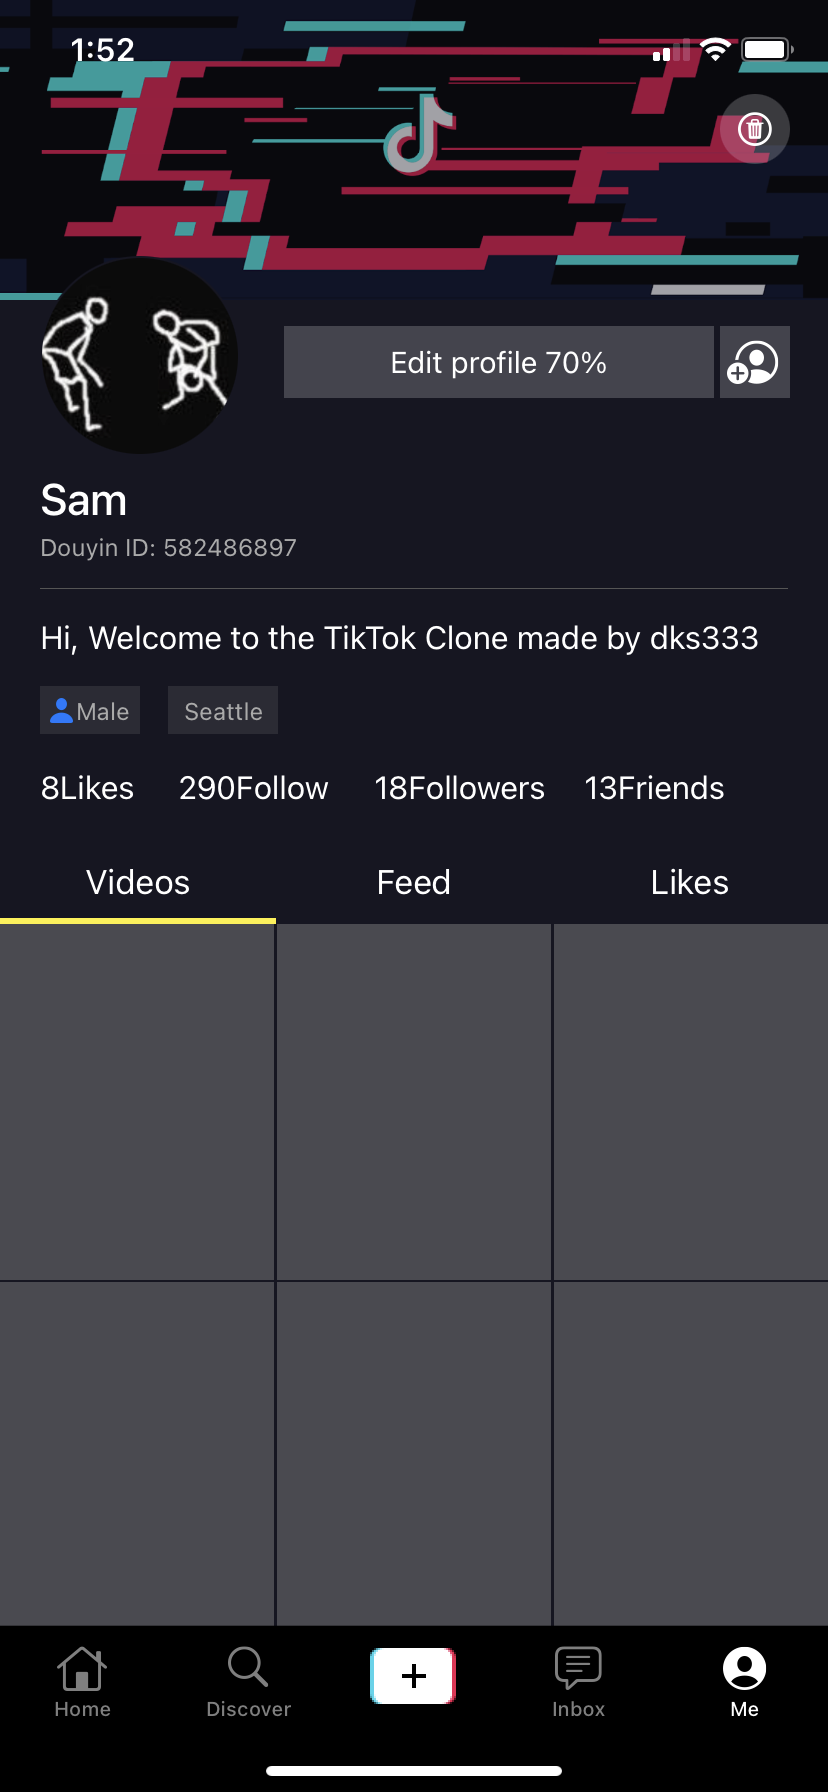 1:52
Edit profile 70%
Sam
Douyin ID: 582486897
Hi, Welcome to the TikTok Clone made by dks333
Male Seattle
8Likes 290Follow 18Followers 13Friends
Videos Feed Likes
Home Discover Inbox Me